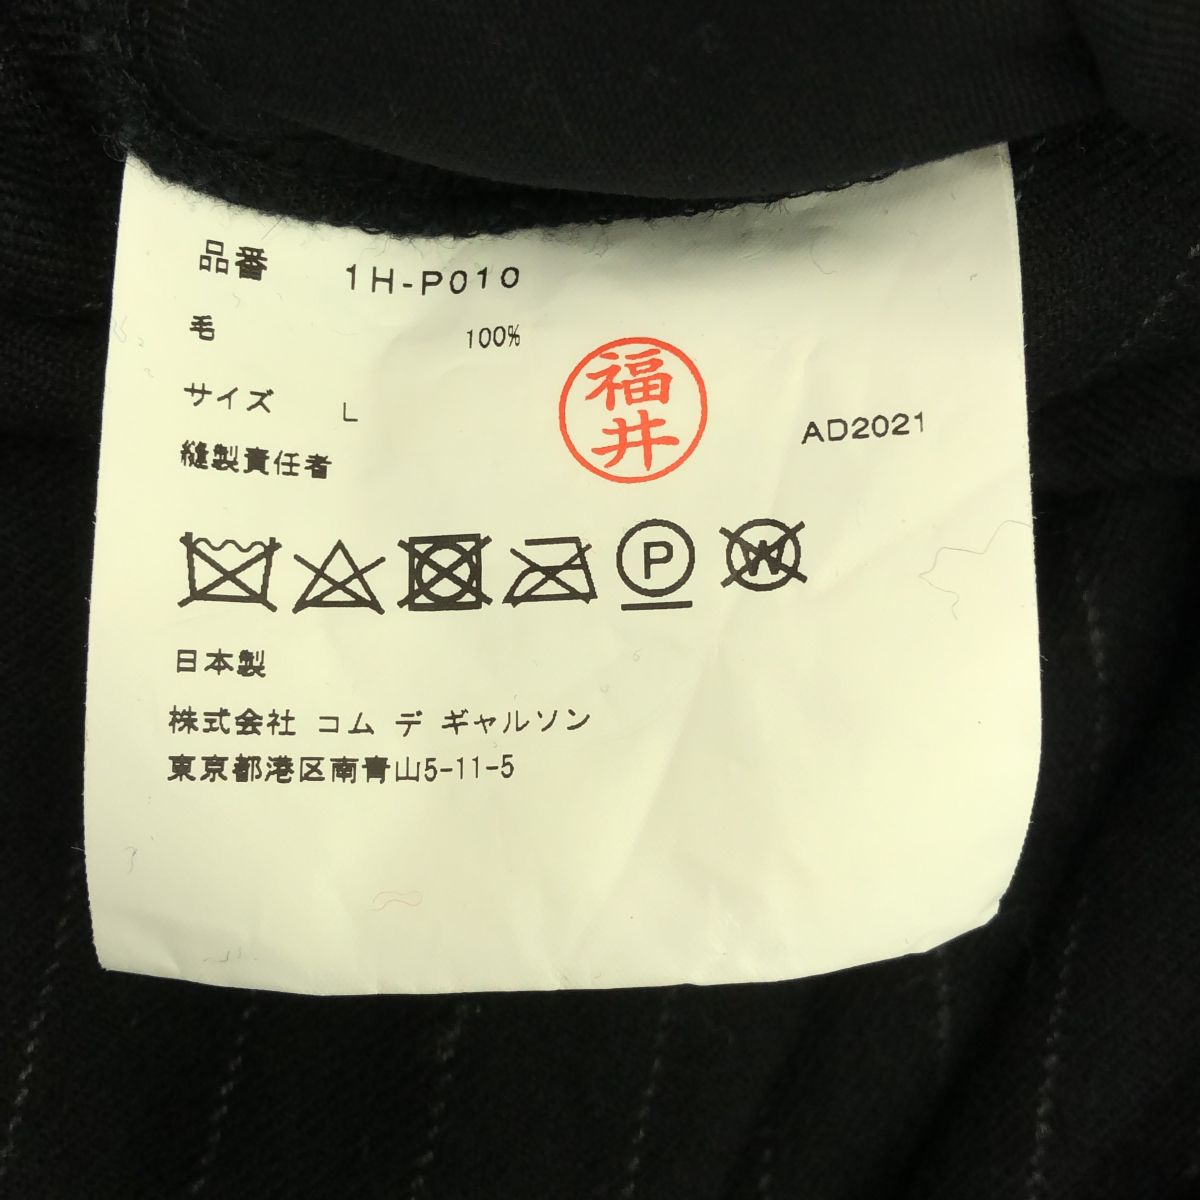 品番 1H-P010
毛 100%
サイズ L
福井
AD2021
縫製責任者
P W
日本製
株式会社 コム デ ギャルソン
東京都港区南青山5-11-5